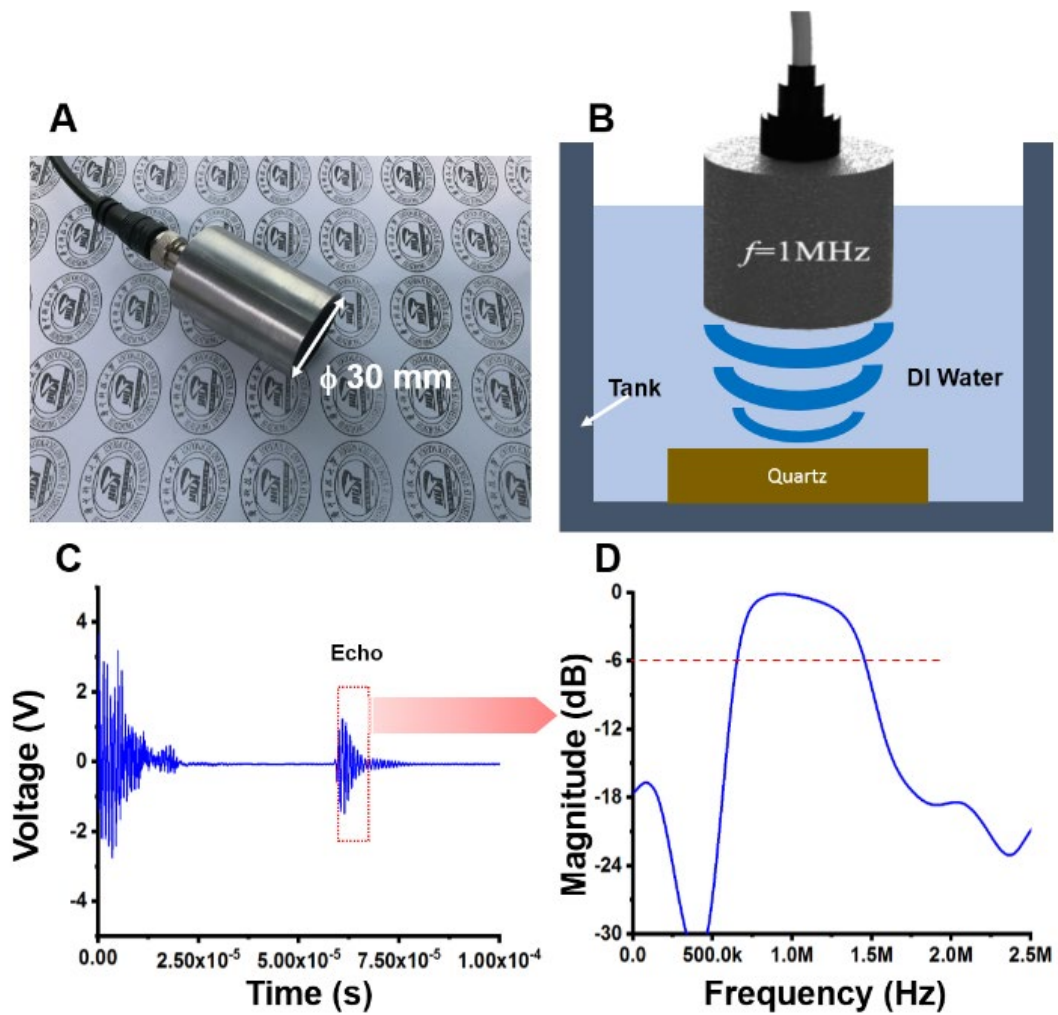 A
ϕ 30 mm
B
f=1MHz
Tank
DI Water
Quartz
C
Echo
Voltage (V)
4
2
0
-2
-4
0.00
2.50x10⁻⁵
5.00x10⁻⁵
7.50x10⁻⁵
1.00x10⁻⁴
Time (s)
D
Magnitude (dB)
0
-6
-12
-18
-24
-30
0.0
500.0k
1.0M
1.5M
2.0M
2.5M
Frequency (Hz)